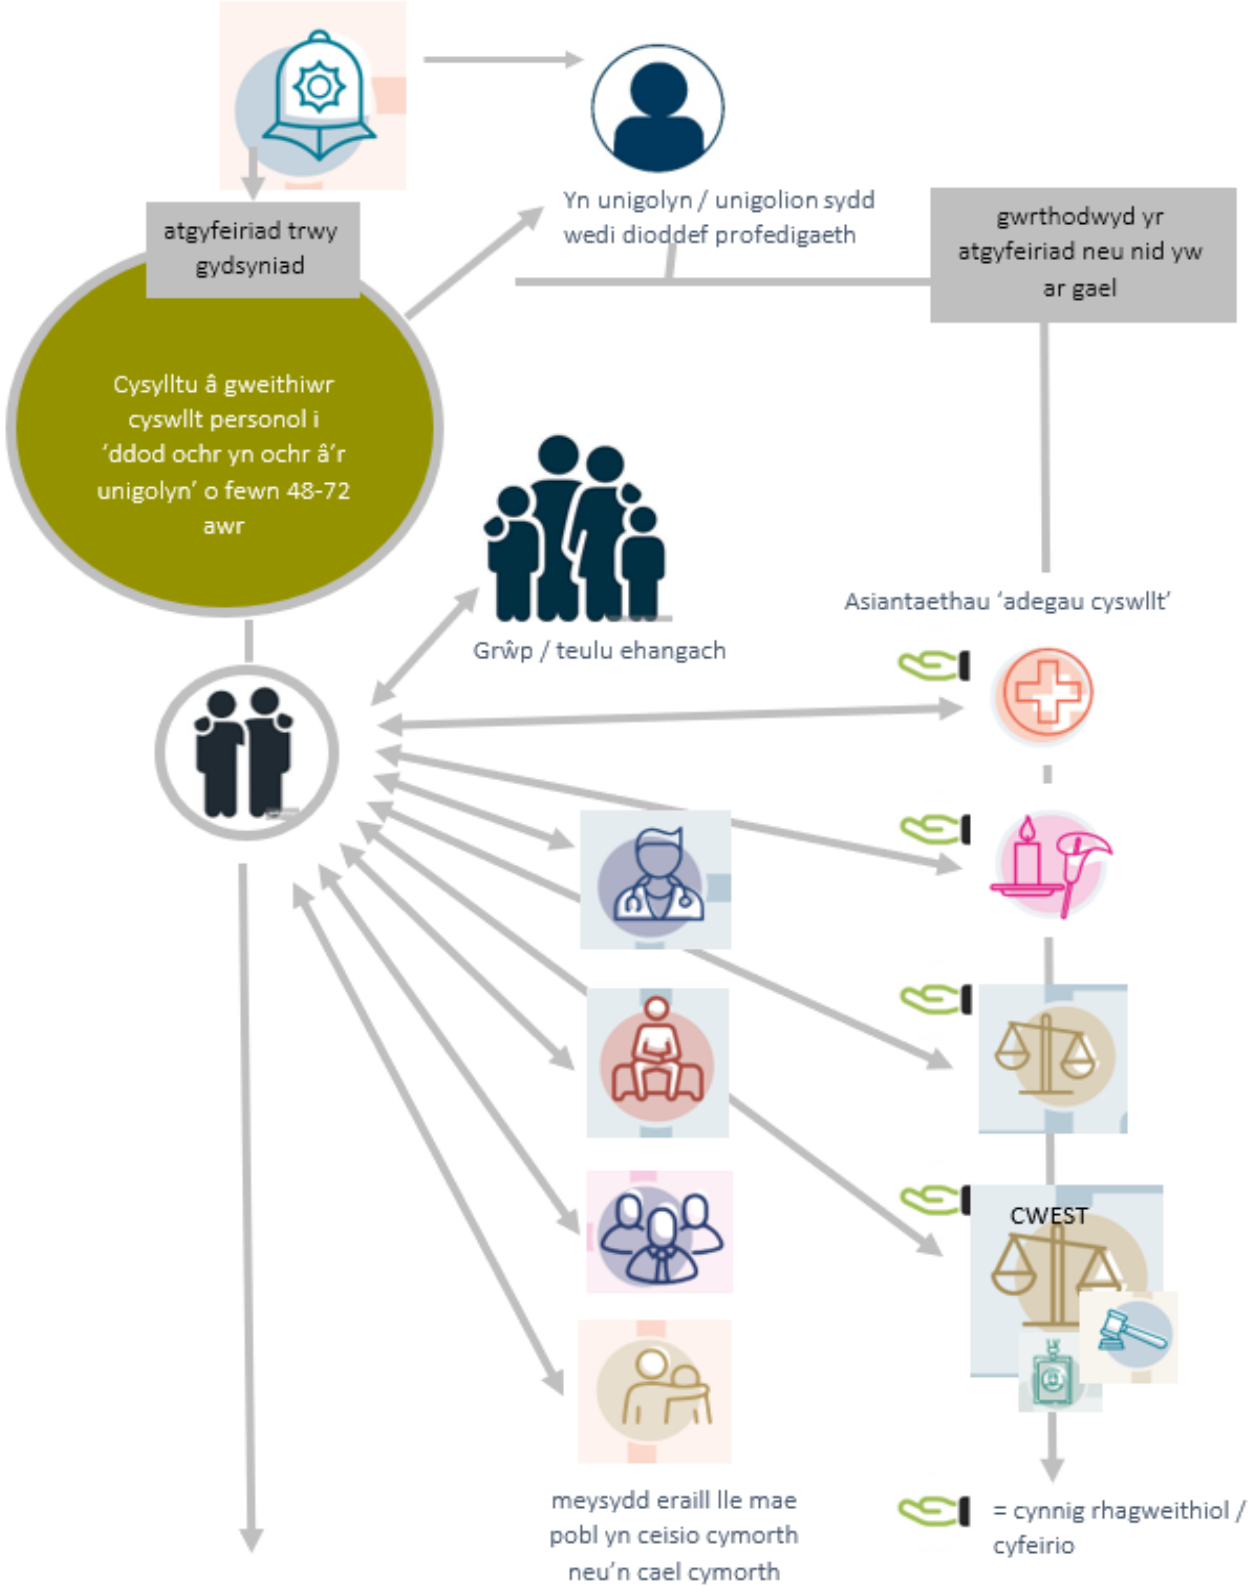 atgyfeiriad trwy
gydsyniad
Yn unigolyn / unigolion sydd
wedi dioddef profedigaeth
gwrthodwyd yr
atgyfeiriad neu nid yw
ar gael
Cysylltu â gweithiwr
cyswllt personol i
‘ddod ochr yn ochr â’r
unigolyn’ o fewn 48-72
awr
Grŵp / teulu ehangach
Asiantaethau ‘adegau cyswllt’
CWEST
meysydd eraill lle mae
pobl yn ceisio cymorth
neu’n cael cymorth
= cynnig rhagweithiol /
cyfeirio